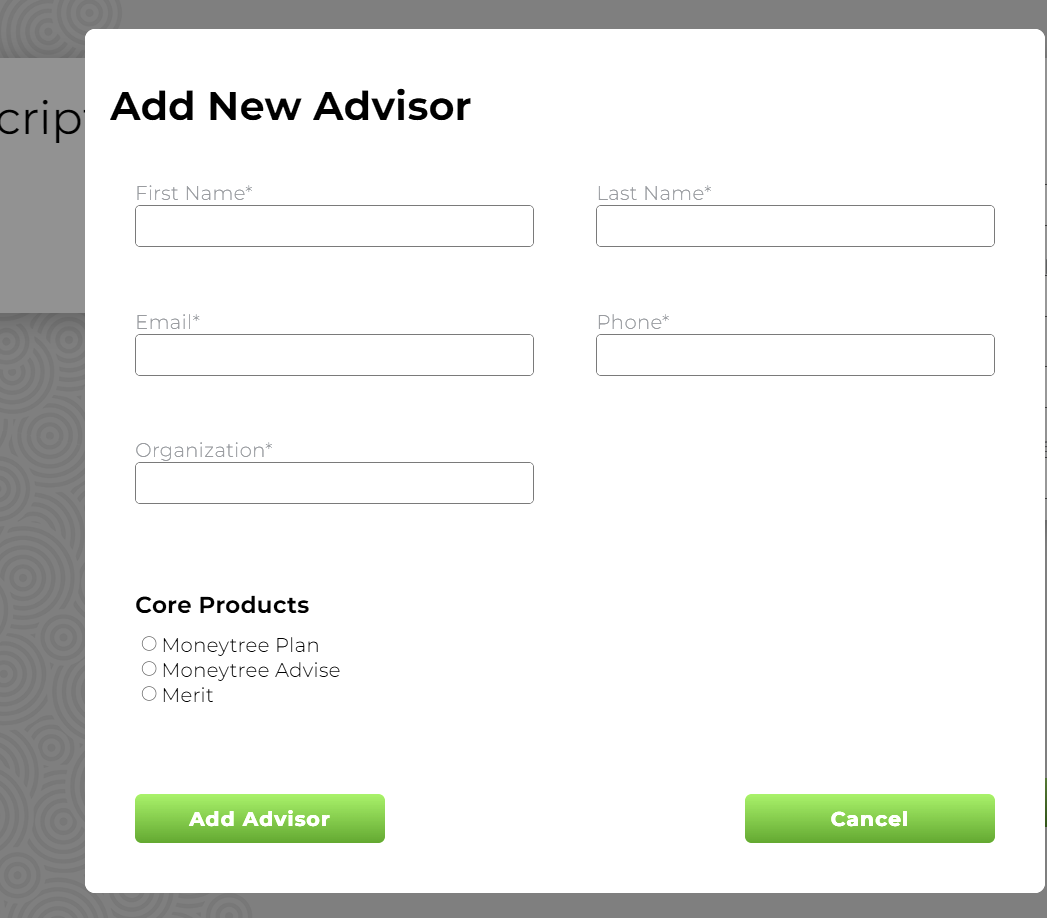 Add New Advisor
First Name*
Last Name*
Email*
Phone*
Organization*
Core Products
Moneytree Plan
Moneytree Advise
Merit
Add Advisor
Cancel